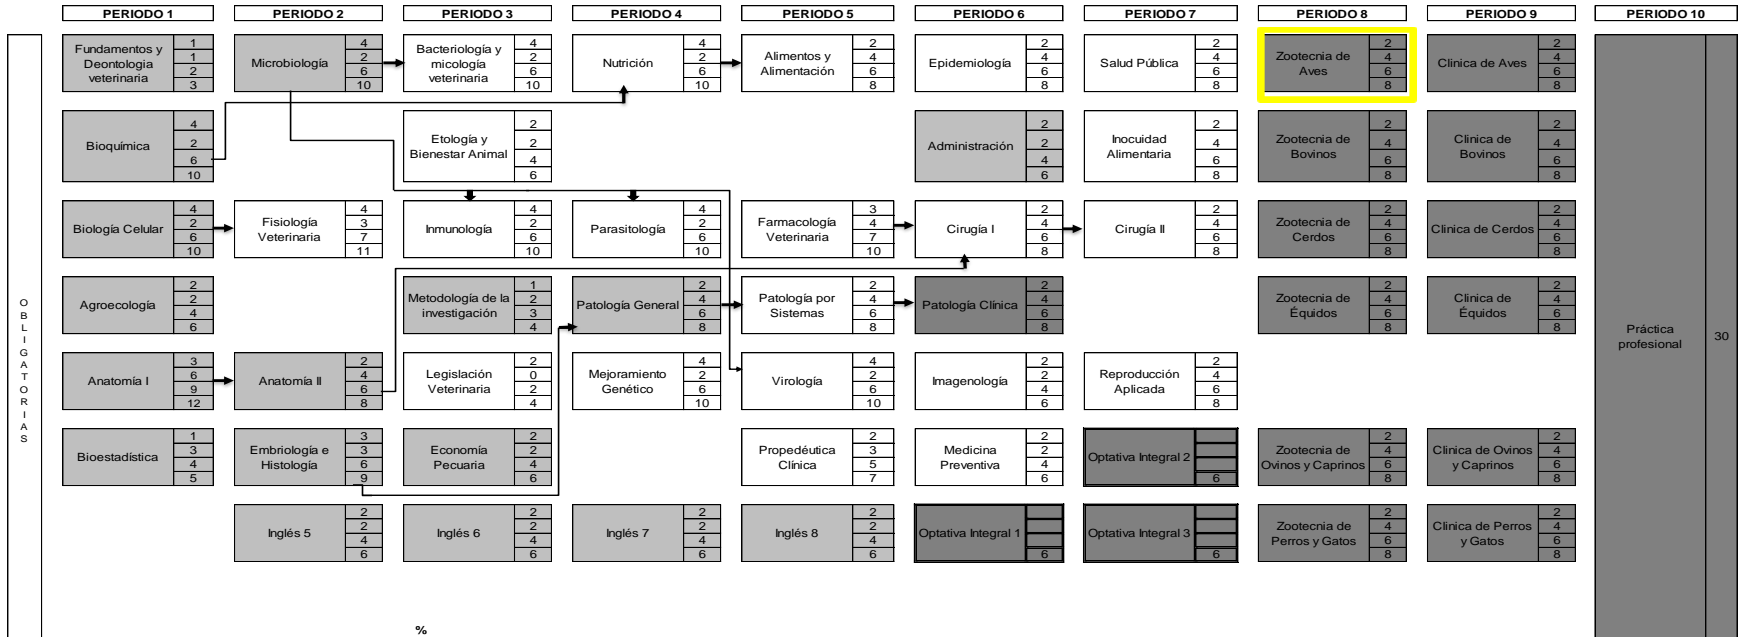 PERIODO 1 PERIODO 2 PERIODO 3 PERIODO 4 PERIODO 5 PERIODO 6 PERIODO 7 PERIODO 8 PERIODO 9 PERIODO 10
OBLIGATORIAS
Fundamentos y
Deontologia
veterinaria
1
1
2
3
Microbiología
4
2
6
10
Bacteriología y
micología
veterinaria
4
2
6
10
Nutrición
4
2
6
10
Alimentos y
Alimentación
2
4
6
8
Epidemiología
2
4
6
8
Salud Pública
2
4
6
8
Zootecnia de
Aves
2
4
6
8
Clinica de Aves
2
4
6
8
Bioquímica
4
2
6
10
Etología y
Bienestar Animal
2
2
4
6
Administración
2
2
4
6
Inocuidad
Alimentaria
2
4
6
8
Zootecnia de
Bovinos
2
4
6
8
Clinica de
Bovinos
2
4
6
8
Biología Celular
4
2
6
10
Fisiología
Veterinaria
4
3
7
11
Inmunología
4
2
6
10
Parasitología
4
2
6
10
Farmacología
Veterinaria
3
4
7
10
Cirugía I
2
4
6
8
Cirugía II
2
4
6
8
Zootecnia de
Cerdos
2
4
6
8
Clinica de Cerdos
2
4
6
8
Agroecología
2
2
4
6
Metodología de la
investigación
1
2
3
4
Patología General
2
4
6
8
Patología por
Sistemas
2
4
6
8
Patología Clínica
2
4
6
8
Zootecnia de
Équidos
2
4
6
8
Clinica de
Équidos
2
4
6
8
Práctica
profesional
30
Anatomía I
3
6
9
12
Anatomía II
2
4
6
8
Legislación
Veterinaria
2
0
2
4
Mejoramiento
Genético
4
2
6
10
Virología
4
2
6
10
Imagenología
2
2
4
6
Reproducción
Aplicada
2
4
6
8
Bioestadística
1
3
4
5
Embriología e
Histología
3
3
6
9
Economía
Pecuaria
2
2
4
6
Propedéutica
Clínica
2
3
5
7
Medicina
Preventiva
2
2
4
6
Optativa Integral 2
6
Zootecnia de
Ovinos y Caprinos
2
4
6
8
Clinica de Ovinos
y Caprinos
2
4
6
8
Inglés 5
2
2
4
6
Inglés 6
2
2
4
6
Inglés 7
2
2
4
6
Inglés 8
2
2
4
6
Optativa Integral 1
6
Optativa Integral 3
6
Zootecnia de
Perros y Gatos
2
4
6
8
Clinica de Perros
y Gatos
2
4
6
8
%